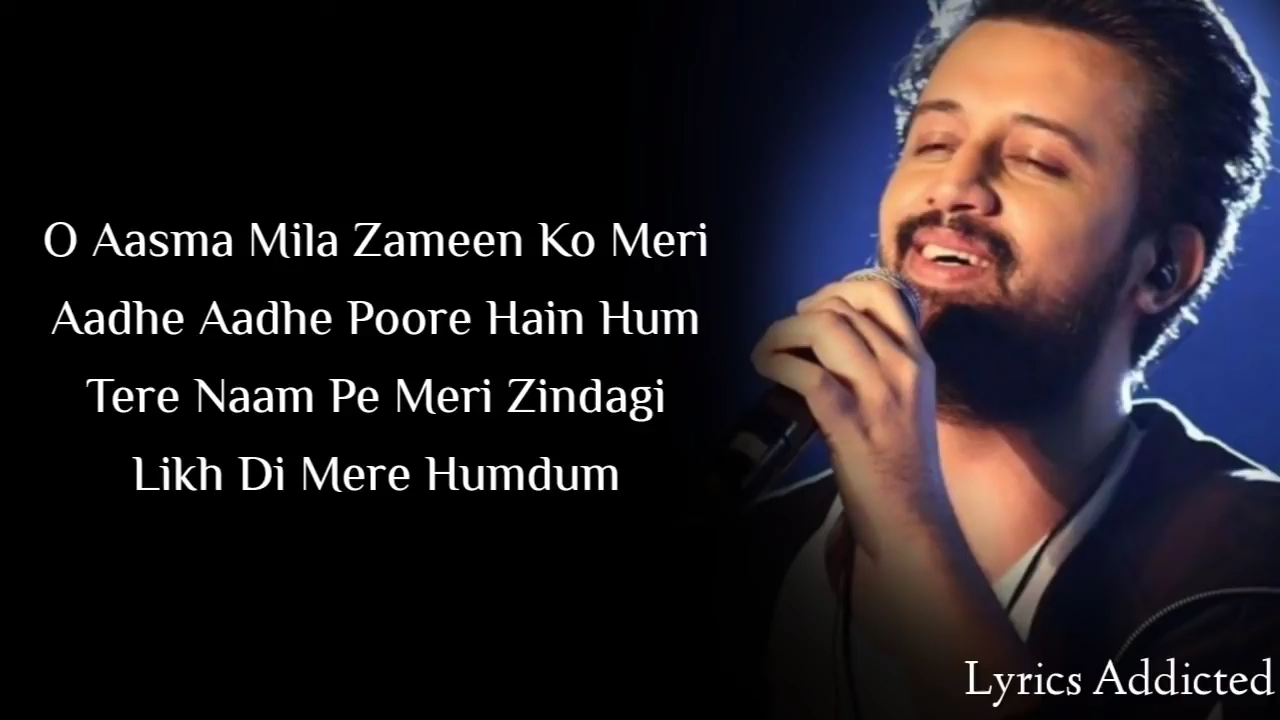 O Aasma Mila Zameen Ko Meri
Aadhe Aadhe Poore Hain Hum
Tere Naam Pe Meri Zindagi
Likh Di Mere Humdum
Lyrics Addicted